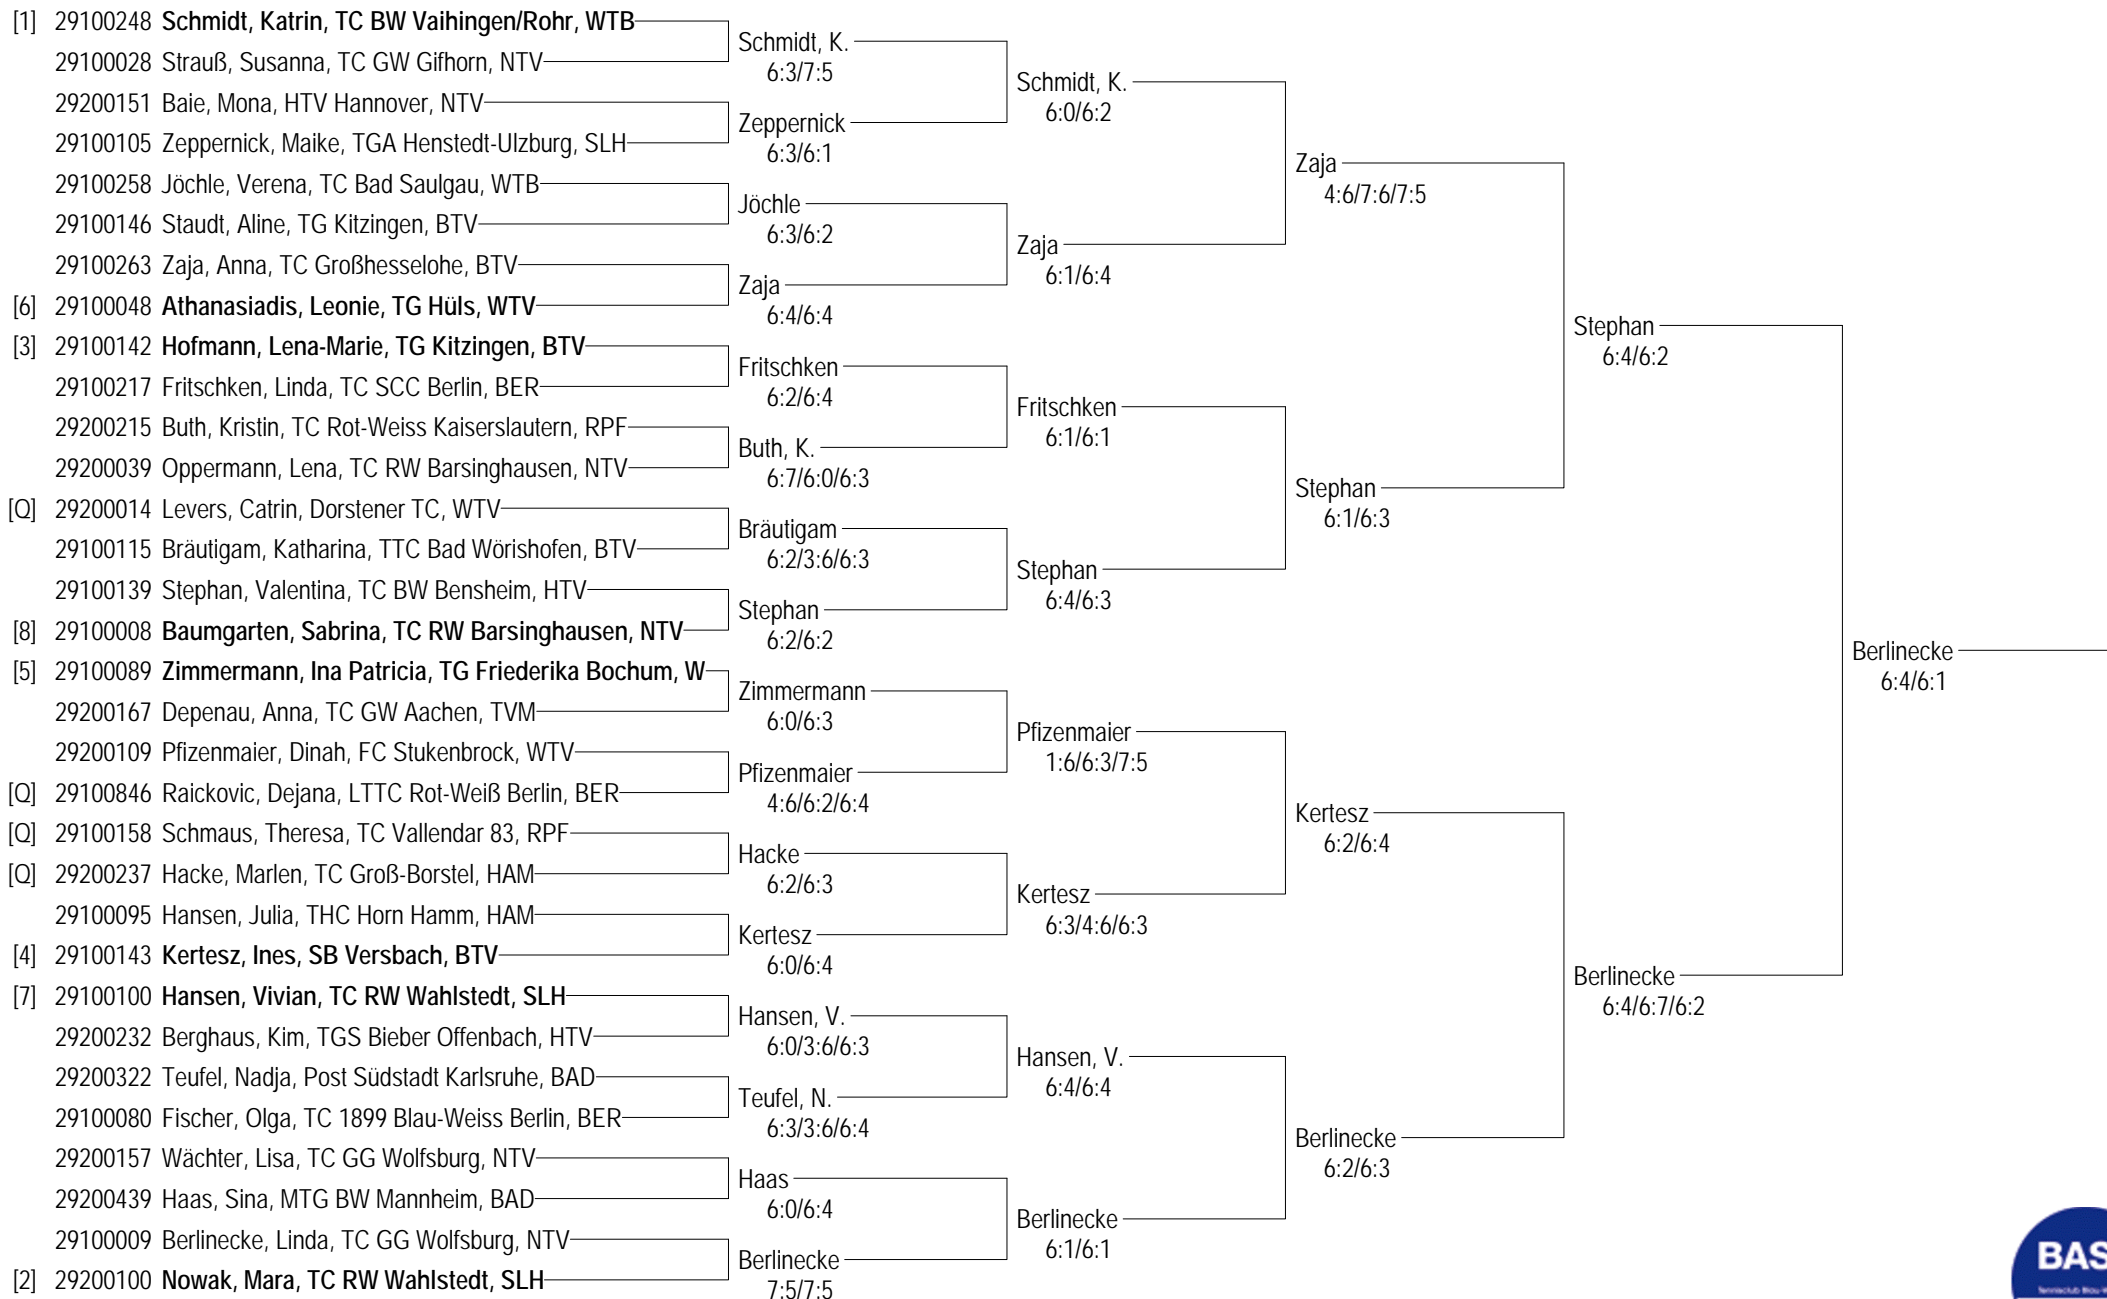 [1] 29100248 Schmidt, Katrin, TC BW Vaihingen/Rohr, WTB
29100028 Strauß, Susanna, TC GW Gifhorn, NTV
29200151 Baie, Mona, HTV Hannover, NTV
29100105 Zeppernick, Maike, TGA Henstedt-Ulzburg, SLH
29100258 Jöchle, Verena, TC Bad Saulgau, WTB
29100146 Staudt, Aline, TG Kitzingen, BTV
29100263 Zaja, Anna, TC Großhesselohe, BTV
[6] 29100048 Athanasiadis, Leonie, TG Hüls, WTV
[3] 29100142 Hofmann, Lena-Marie, TG Kitzingen, BTV
29100217 Fritschken, Linda, TC SCC Berlin, BER
29200215 Buth, Kristin, TC Rot-Weiss Kaiserslautern, RPF
29200039 Oppermann, Lena, TC RW Barsinghausen, NTV
[Q] 29200014 Levers, Catrin, Dorstener TC, WTV
29100115 Bräutigam, Katharina, TTC Bad Wörishofen, BTV
29100139 Stephan, Valentina, TC BW Bensheim, HTV
[8] 29100008 Baumgarten, Sabrina, TC RW Barsinghausen, NTV
[5] 29100089 Zimmermann, Ina Patricia, TG Friederika Bochum, W
29200167 Depenau, Anna, TC GW Aachen, TVM
29200109 Pfizenmaier, Dinah, FC Stukenbrock, WTV
[Q] 29100846 Raickovic, Dejana, LTTC Rot-Weiß Berlin, BER
[Q] 29100158 Schmaus, Theresa, TC Vallendar 83, RPF
[Q] 29200237 Hacke, Marlen, TC Groß-Borstel, HAM
29100095 Hansen, Julia, THC Horn Hamm, HAM
[4] 29100143 Kertesz, Ines, SB Versbach, BTV
[7] 29100100 Hansen, Vivian, TC RW Wahlstedt, SLH
29200232 Berghaus, Kim, TGS Bieber Offenbach, HTV
29200322 Teufel, Nadja, Post Südstadt Karlsruhe, BAD
29100080 Fischer, Olga, TC 1899 Blau-Weiss Berlin, BER
29200157 Wächter, Lisa, TC GG Wolfsburg, NTV
29200439 Haas, Sina, MTG BW Mannheim, BAD
29100009 Berlinecke, Linda, TC GG Wolfsburg, NTV
[2] 29200100 Nowak, Mara, TC RW Wahlstedt, SLH
Schmidt, K.
6:3/7:5
Zeppernick
6:3/6:1
Jöchle
6:3/6:2
Zaja
6:4/6:4
Fritschken
6:2/6:4
Buth, K.
6:7/6:0/6:3
Bräutigam
6:2/3:6/6:3
Stephan
6:2/6:2
Zimmermann
6:0/6:3
Pfizenmaier
4:6/6:2/6:4
Hacke
6:2/6:3
Kertesz
6:0/6:4
Hansen, V.
6:0/3:6/6:3
Teufel, N.
6:3/3:6/6:4
Haas
6:0/6:4
Berlinecke
7:5/7:5
Schmidt, K.
6:0/6:2
Zaja
6:1/6:4
Fritschken
6:1/6:1
Stephan
6:4/6:3
Pfizenmaier
1:6/6:3/7:5
Kertesz
6:3/4:6/6:3
Hansen, V.
6:4/6:4
Berlinecke
6:1/6:1
Zaja
4:6/7:6/7:5
Stephan
6:1/6:3
Kertesz
6:2/6:4
Berlinecke
6:2/6:3
Stephan
6:4/6:2
Berlinecke
6:4/6:7/6:2
Berlinecke
6:4/6:1
BAS